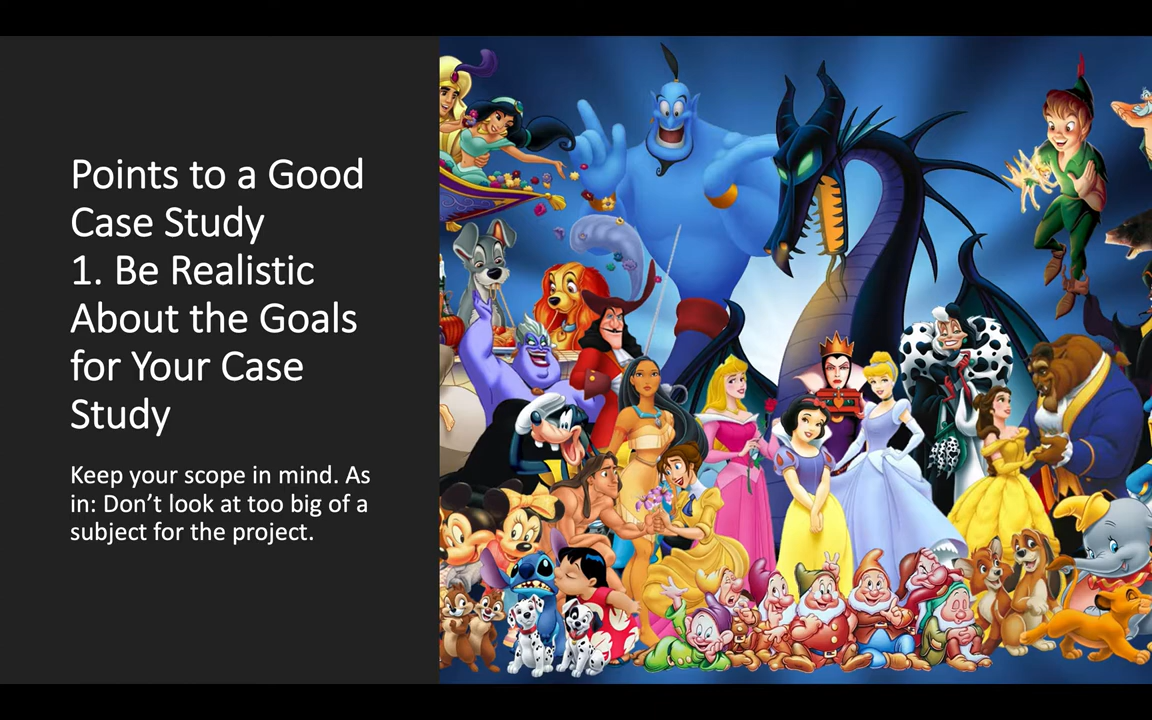 Points to a Good
Case Study
1. Be Realistic
About the Goals
for Your Case
Study
Keep your scope in mind. As
in: Don’t look at too big of a
subject for the project.